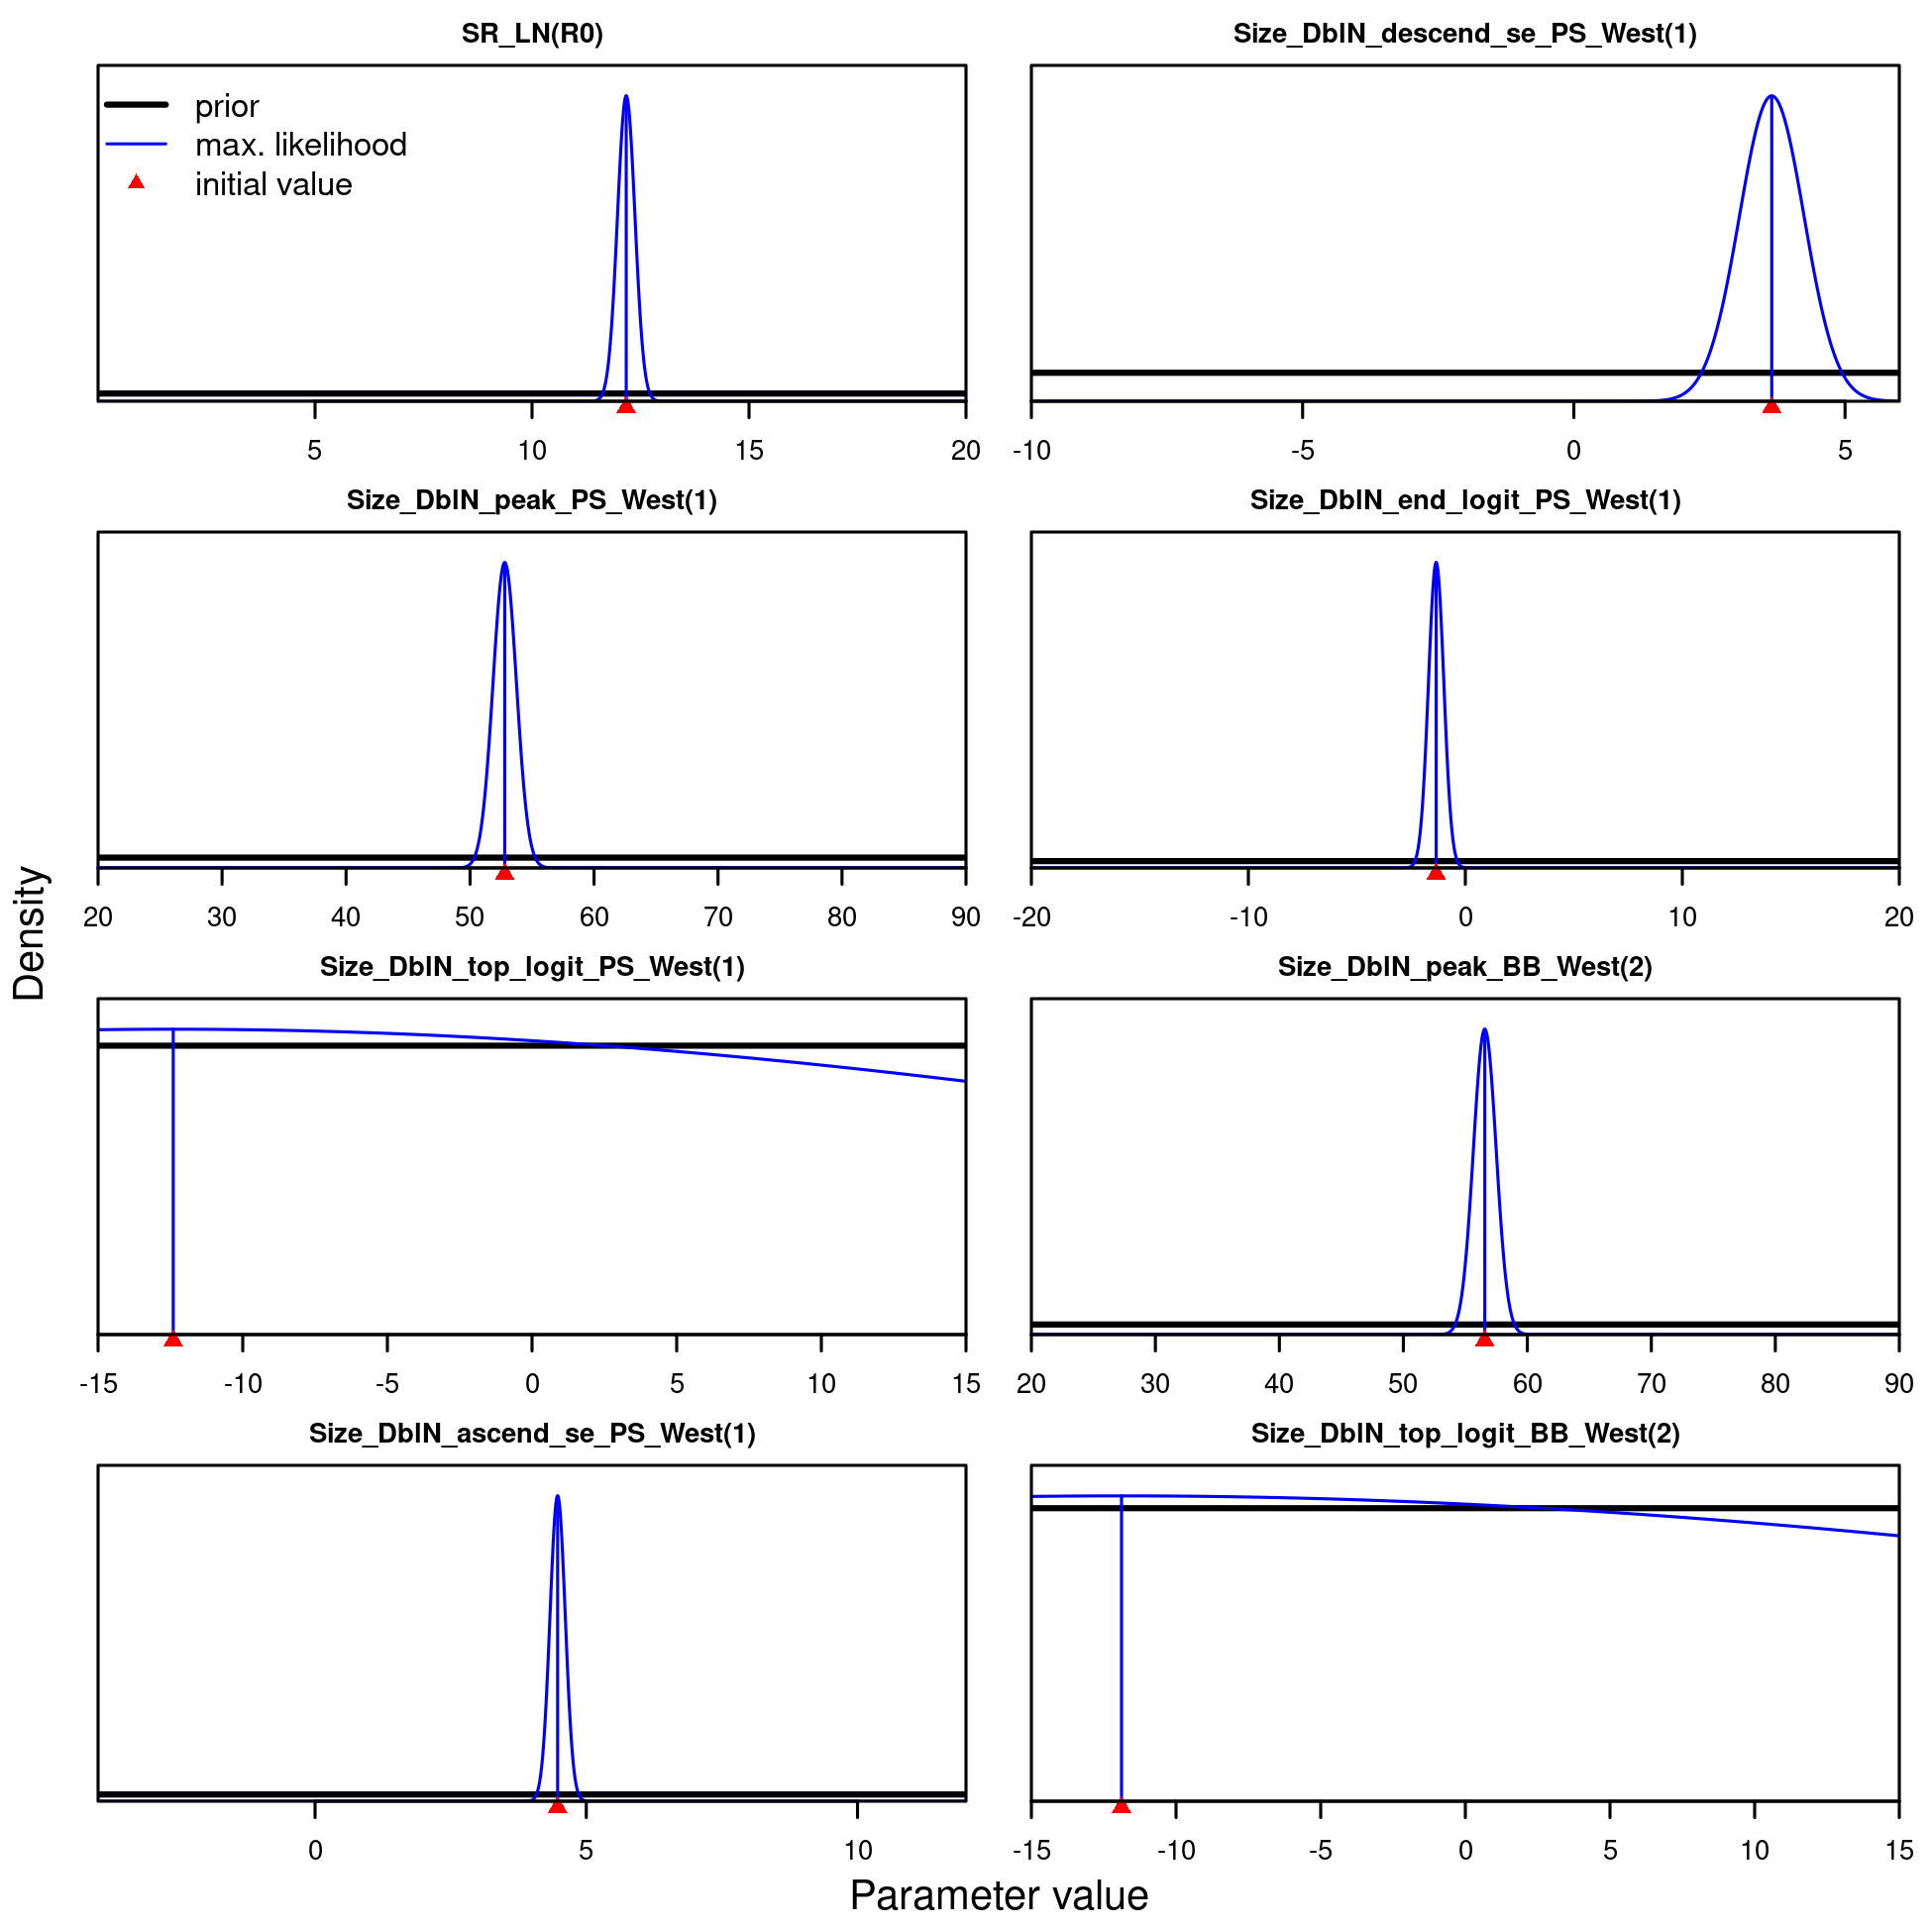 SR_LN(R0)
prior
max. likelihood
initial value
5 10 15 20
Size_DblN_descend_se_PS_West(1)
-10 -5 0 5
Size_DblN_peak_PS_West(1)
20 30 40 50 60 70 80 90
Size_DblN_end_logit_PS_West(1)
-20 -10 0 10 20
Size_DblN_top_logit_PS_West(1)
-15 -10 -5 0 5 10 15
Size_DblN_peak_BB_West(2)
20 30 40 50 60 70 80 90
Size_DblN_ascend_se_PS_West(1)
0 5 10
Size_DblN_top_logit_BB_West(2)
-15 -10 -5 0 5 10 15
Density
Parameter value